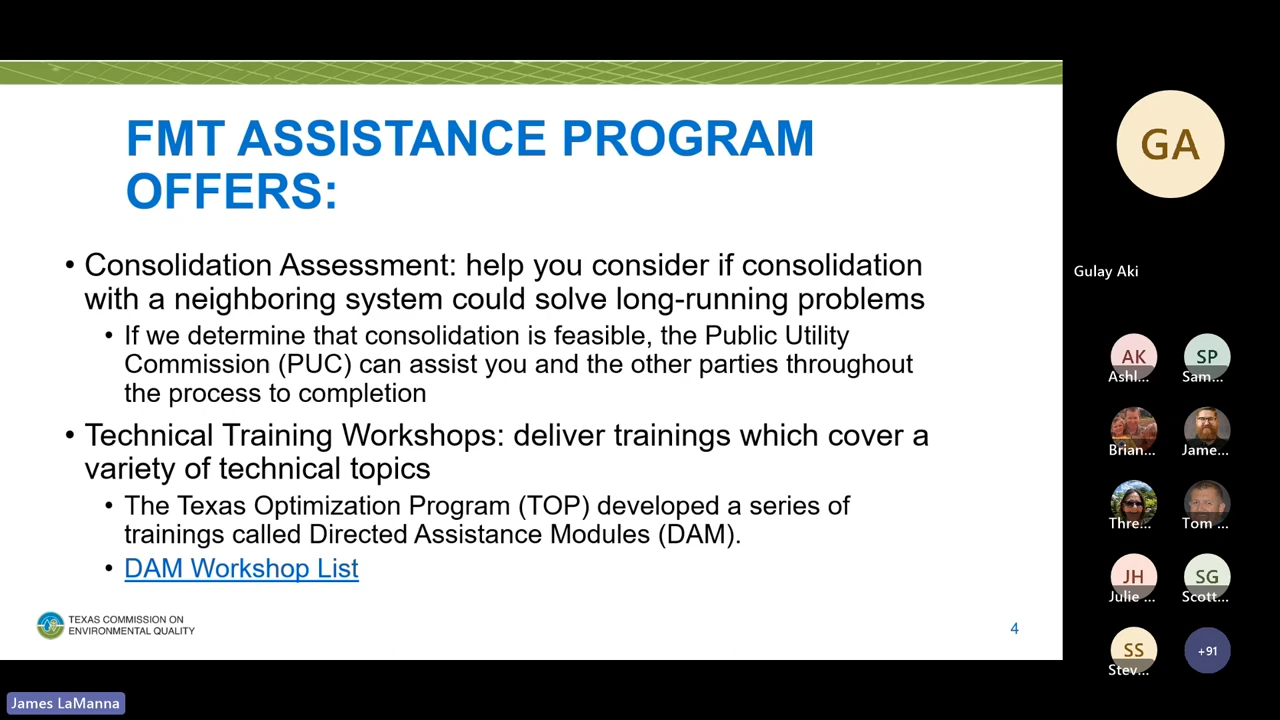 FMT ASSISTANCE PROGRAM
OFFERS:
• Consolidation Assessment: help you consider if consolidation
with a neighboring system could solve long-running problems
• If we determine that consolidation is feasible, the Public Utility
Commission (PUC) can assist you and the other parties throughout
the process to completion
• Technical Training Workshops: deliver trainings which cover a
variety of technical topics
• The Texas Optimization Program (TOP) developed a series of
trainings called Directed Assistance Modules (DAM).
• DAM Workshop List
TEXAS COMMISSION ON
ENVIRONMENTAL QUALITY
4
GA
Gulay Aki
AK
Ashl...
SP
Sam...
Brian...
Jame...
Thre...
Tom ...
JH
Julie ...
SG
Scott...
SS
Stev...
+91
James LaManna